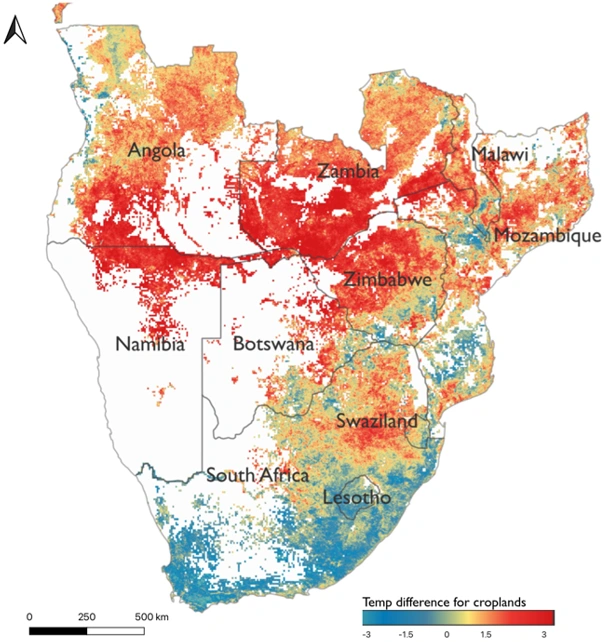 Angola
Zambia
Malawi
Mozambique
Zimbabwe
Namibia
Botswana
Swaziland
South Africa
Lesotho
Temp difference for croplands
-3 -1.5 0 1.5 3
0 250 500 km